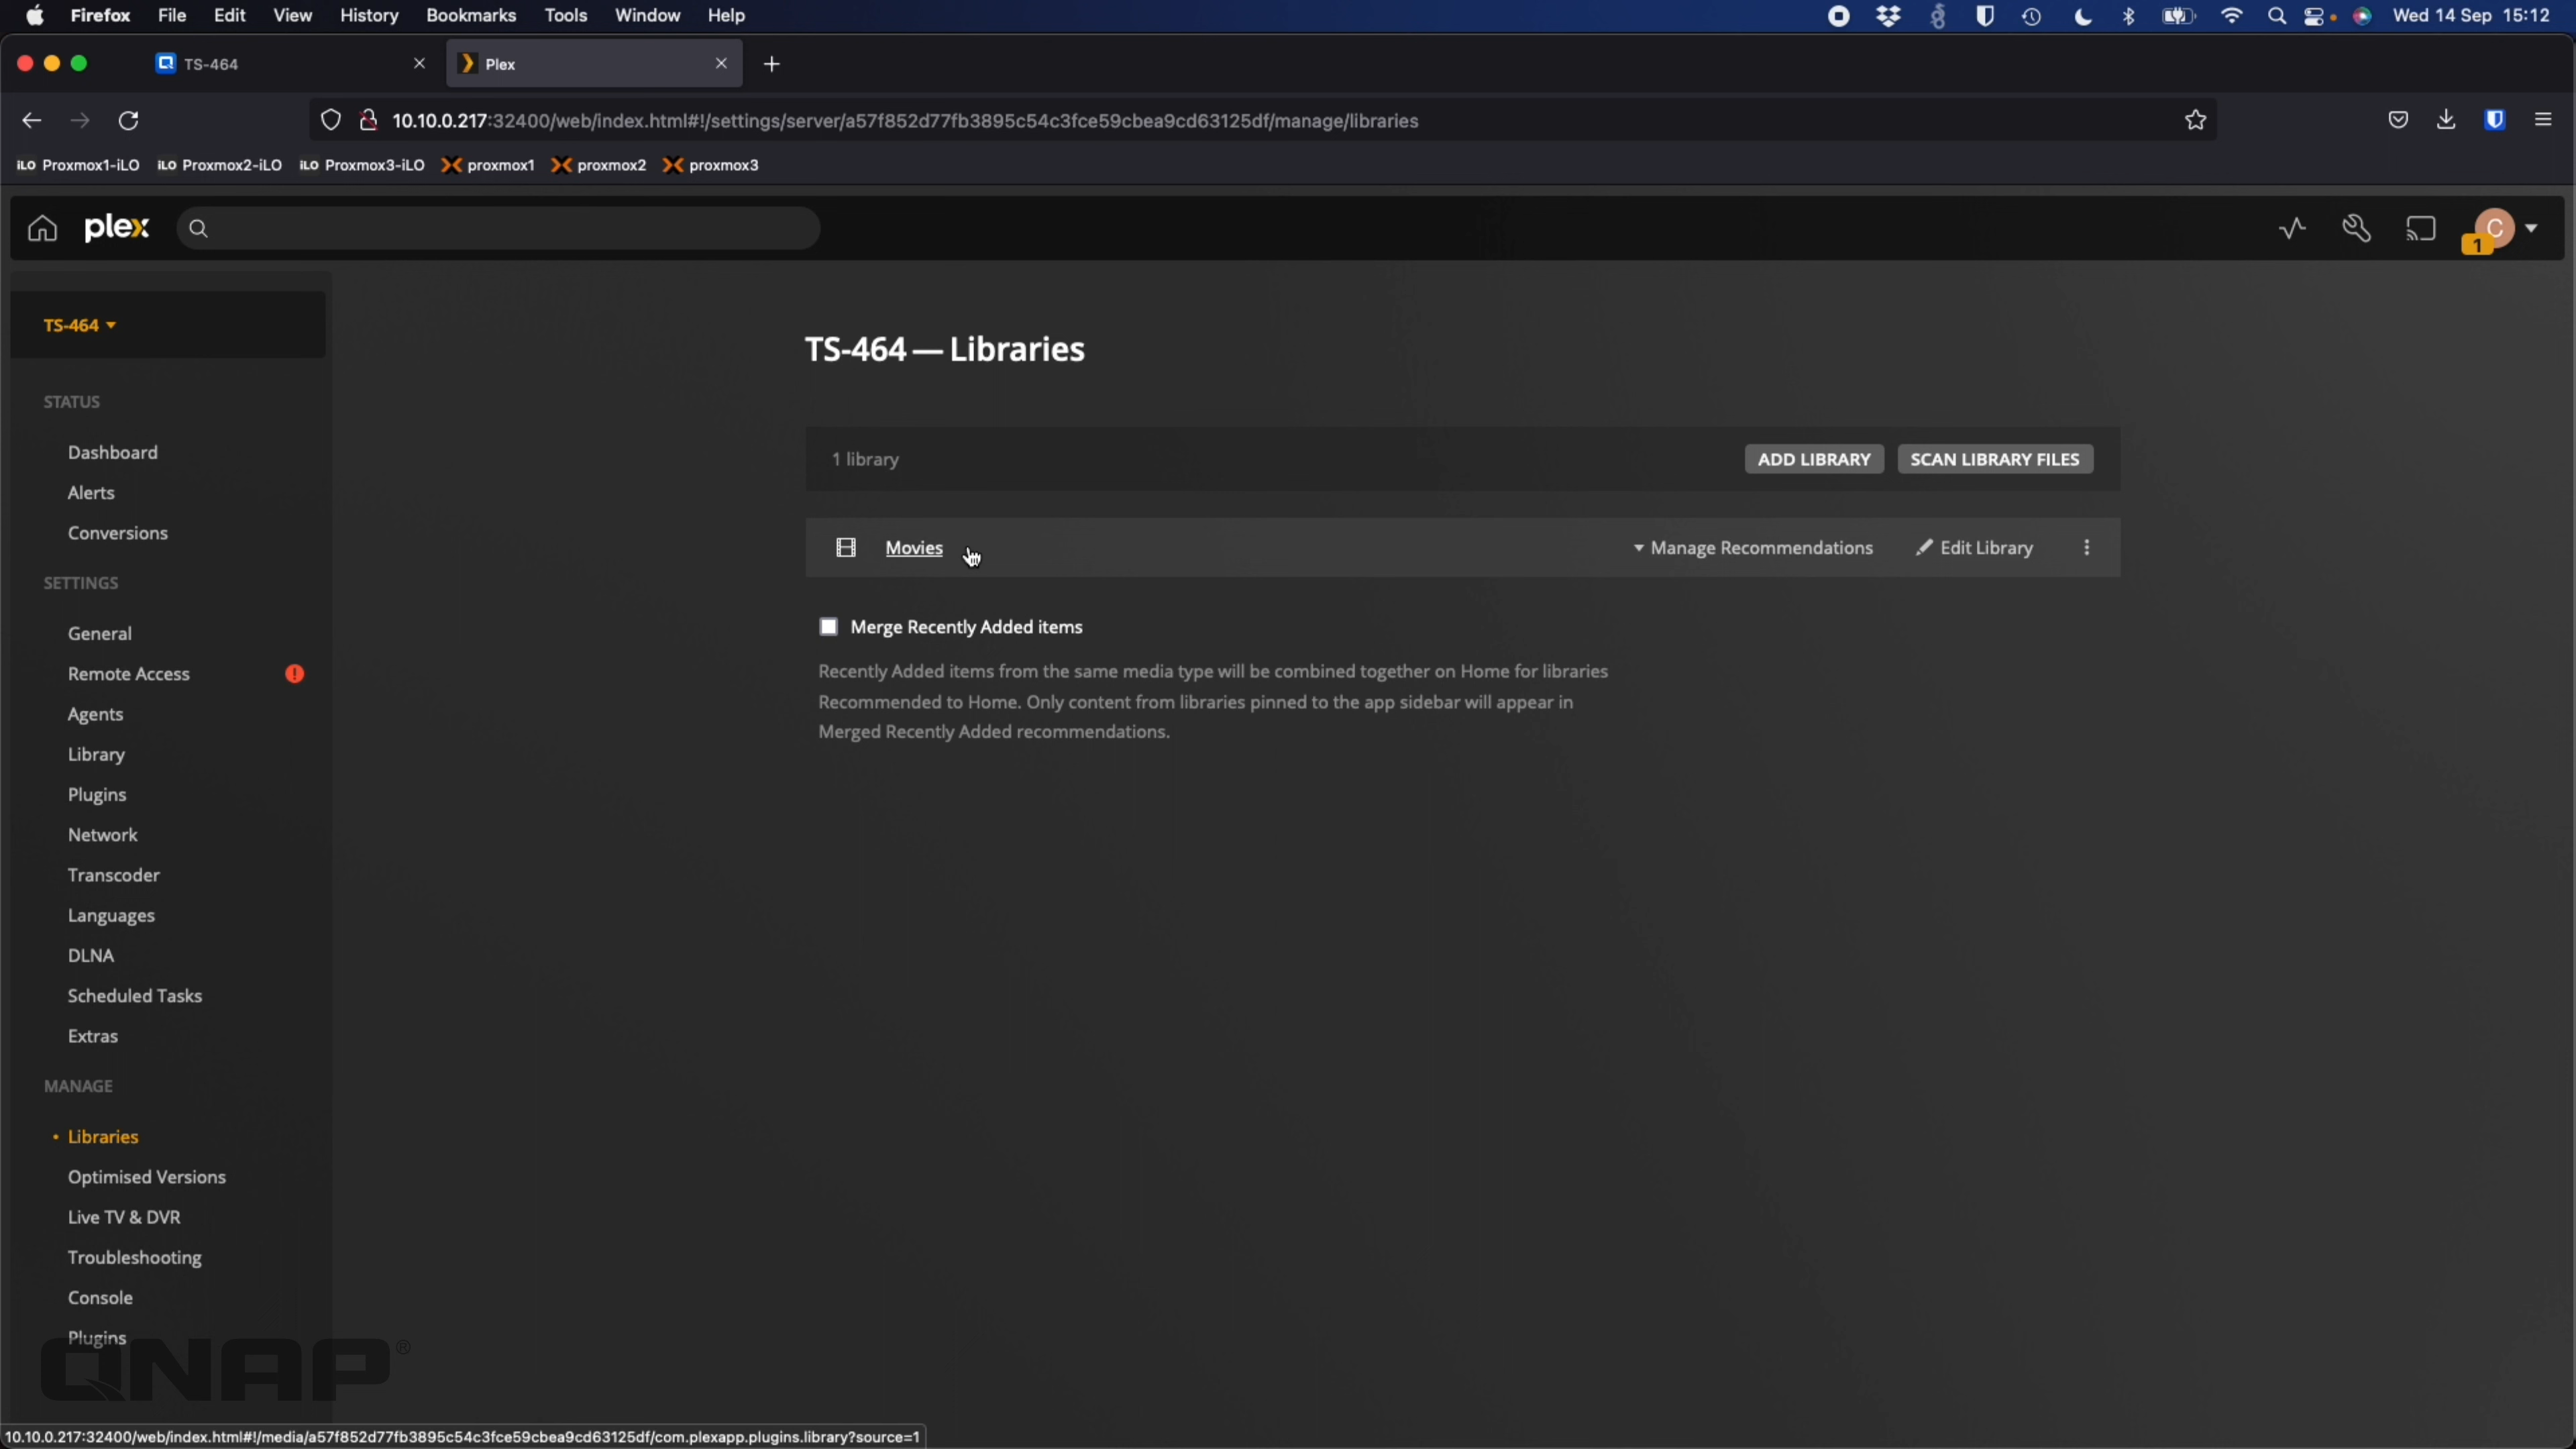 Firefox File Edit View History Bookmarks Tools Window Help Wed 14 Sep 15:12
TS-464 Plex
10.10.0.217:32400/web/index.html#!/settings/server/a57f852d77fb3895c54c3fce59cbea9cd63125df/manage/libraries
iLO Proxmox1-iLO iLO Proxmox2-iLO iLO Proxmox3-iLO proxmox1 proxmox2 proxmox3
plex C 1
TS-464
STATUS
Dashboard
Alerts
Conversions
SETTINGS
General
Remote Access !
Agents
Library
Plugins
Network
Transcoder
Languages
DLNA
Scheduled Tasks
Extras
MANAGE
• Libraries
Optimised Versions
Live TV & DVR
Troubleshooting
Console
Plugins
TS-464 — Libraries
1 library ADD LIBRARY SCAN LIBRARY FILES
Movies Manage Recommendations Edit Library
Merge Recently Added items
Recently Added items from the same media type will be combined together on Home for libraries
Recommended to Home. Only content from libraries pinned to the app sidebar will appear in
Merged Recently Added recommendations.
QNAP®
10.10.0.217:32400/web/index.html#!/media/a57f852d77fb3895c54c3fce59cbea9cd63125df/com.plexapp.plugins.library?source=1